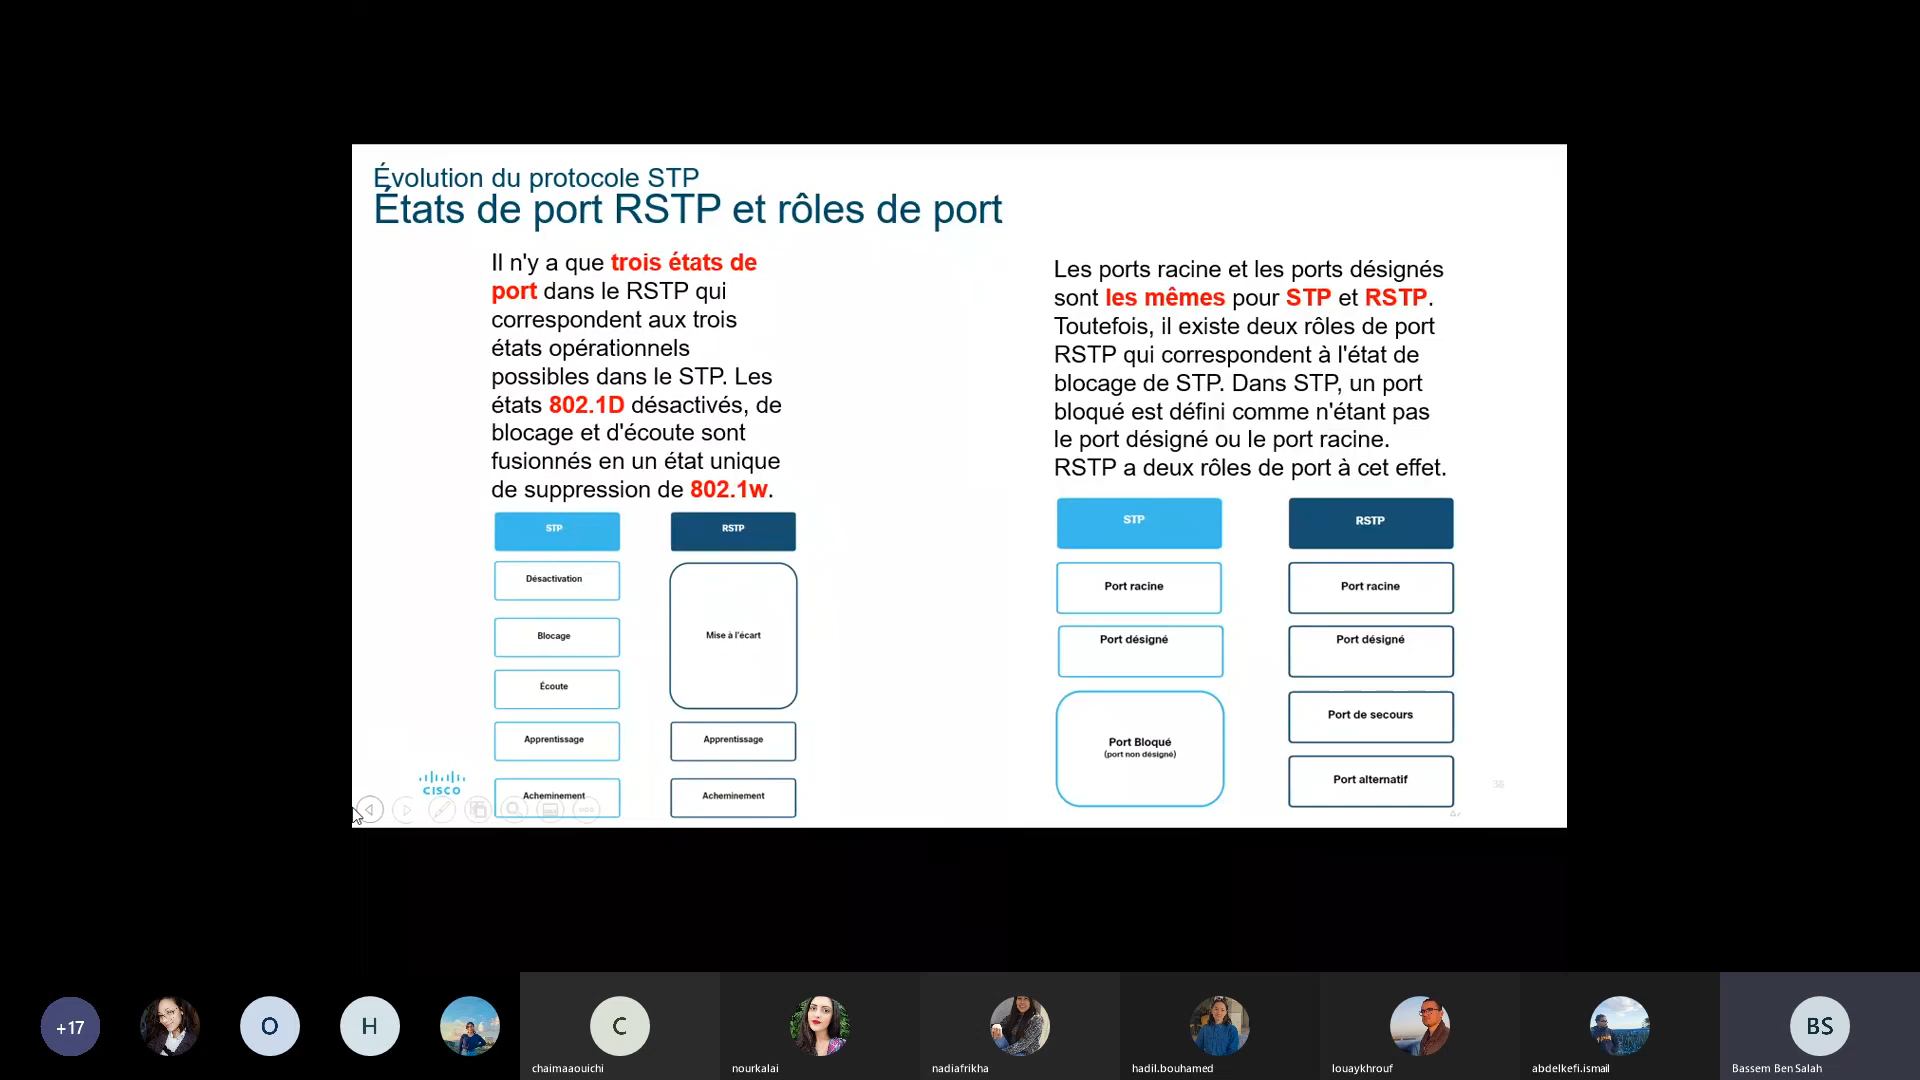 Évolution du protocole STP
États de port RSTP et rôles de port
Il n'y a que trois états de
port dans le RSTP qui
correspondent aux trois
états opérationnels
possibles dans le STP. Les
états 802.1D désactivés, de
blocage et d'écoute sont
fusionnés en un état unique
de suppression de 802.1w.
STP
RSTP
Désactivation
Blocage
Mise à l'écart
Écoute
Apprentissage
Apprentissage
Acheminement
Acheminement
Les ports racine et les ports désignés
sont les mêmes pour STP et RSTP.
Toutefois, il existe deux rôles de port
RSTP qui correspondent à l'état de
blocage de STP. Dans STP, un port
bloqué est défini comme n'étant pas
le port désigné ou le port racine.
RSTP a deux rôles de port à cet effet.
STP
RSTP
Port racine
Port racine
Port désigné
Port désigné
Port Bloqué
(port non désigné)
Port de secours
Port alternatif
CISCO
+17
O
H
C
BS
chaimaaouichi
nourkalai
nadiafrikha
hadil.bouhamed
louaykhrouf
abdelkefi.ismail
Bassem Ben Salah